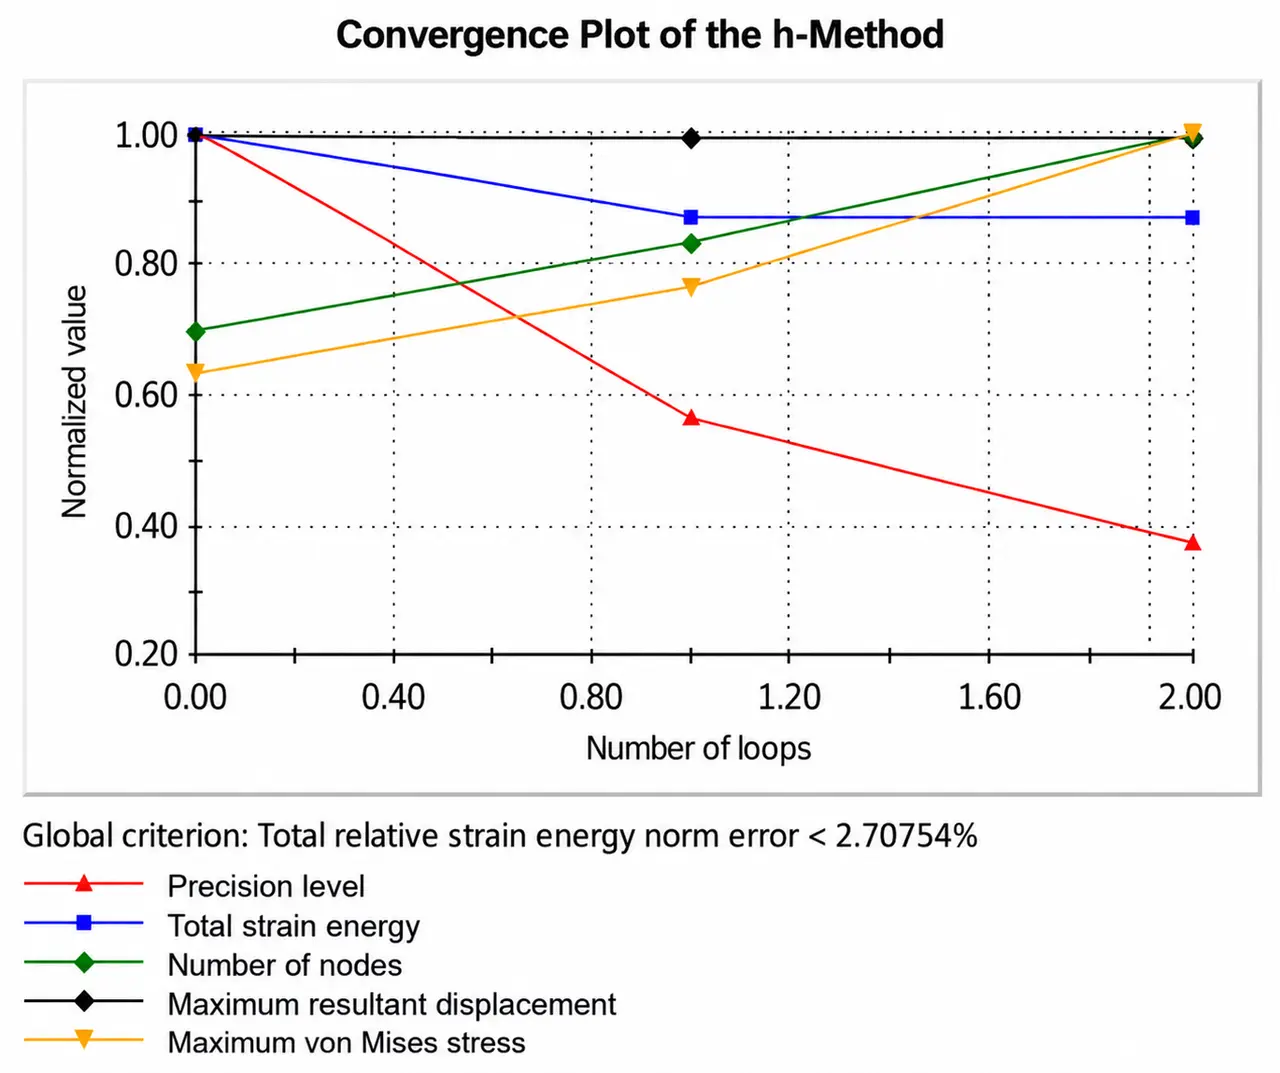 Convergence Plot of the h-Method
1.00
0.80
0.60
0.40
0.20
Normalized value
0.00 0.40 0.80 1.20 1.60 2.00
Number of loops
Global criterion: Total relative strain energy norm error < 2.70754%
Precision level
Total strain energy
Number of nodes
Maximum resultant displacement
Maximum von Mises stress